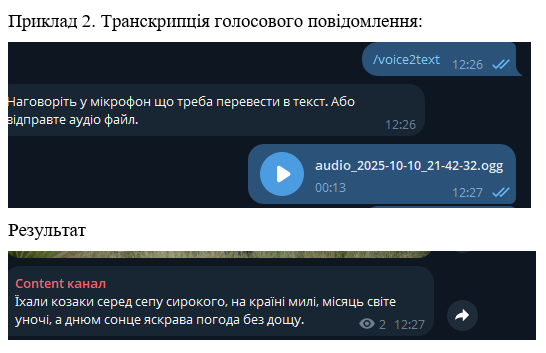 Приклад 2. Транскрипція голосового повідомлення:
/voice2text 12:26
Наговоріть у мікрофон що треба перевести в текст. Або
відправте аудіо файл.
12:26
audio_2025-10-10_21-42-32.ogg
00:13
12:27
Результат
Content канал
Їхали козаки серед сепу сирокого, на країні милі, місяць світе
уночі, а днюм сонце яскрава погода без дощу.
2 12:27